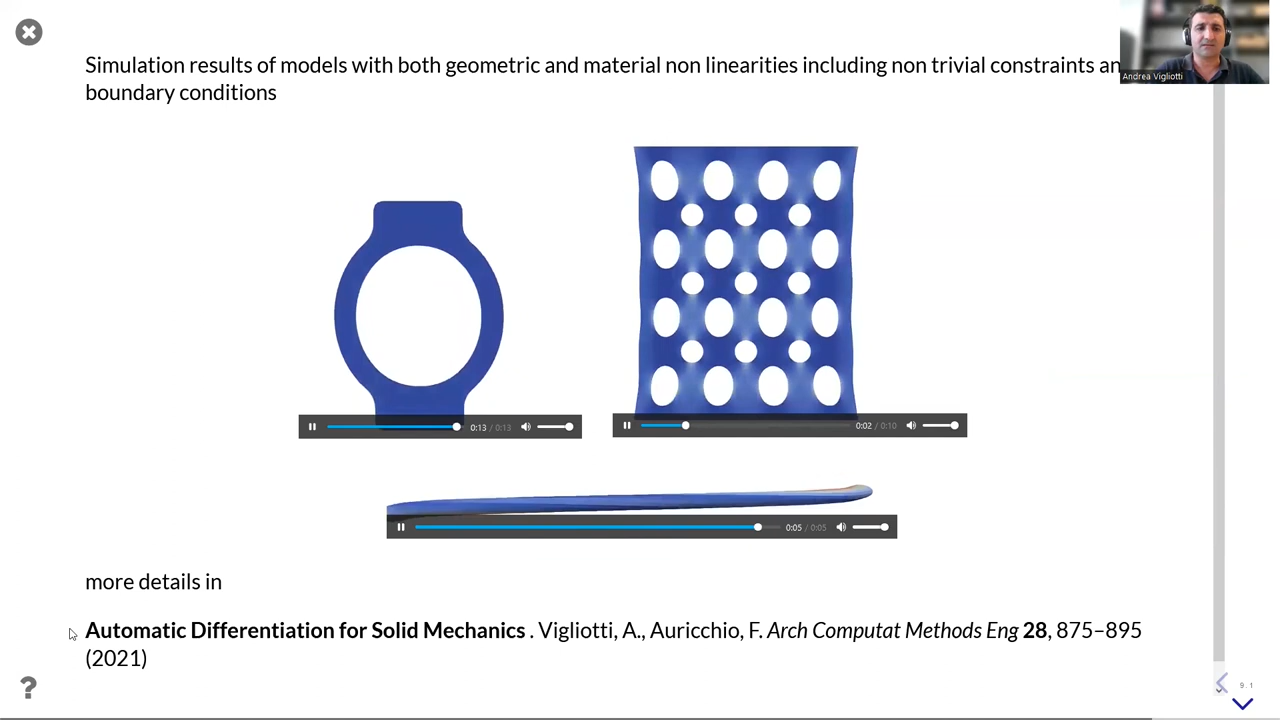 Simulation results of models with both geometric and material non linearities including non trivial constraints an
boundary conditions
Andrea Vigliotti
0:13 / 0:13
0:02 / 0:10
0:05 / 0:05
more details in
Automatic Differentiation for Solid Mechanics . Vigliotti, A., Auricchio, F. Arch Computat Methods Eng 28, 875–895
(2021)
?
9.1